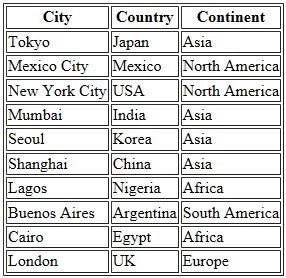 City Country Continent
Tokyo Japan Asia
Mexico City Mexico North America
New York City USA North America
Mumbai India Asia
Seoul Korea Asia
Shanghai China Asia
Lagos Nigeria Africa
Buenos Aires Argentina South America
Cairo Egypt Africa
London UK Europe